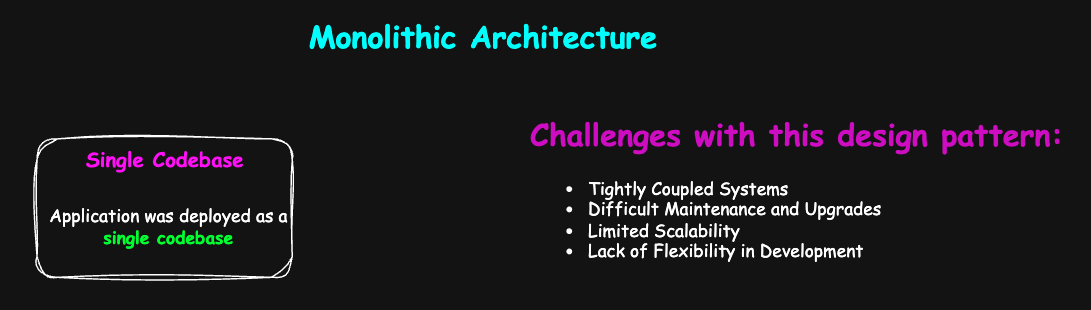 Monolithic Architecture
Single Codebase
Application was deployed as a
single codebase
Challenges with this design pattern:
• Tightly Coupled Systems
• Difficult Maintenance and Upgrades
• Limited Scalability
• Lack of Flexibility in Development